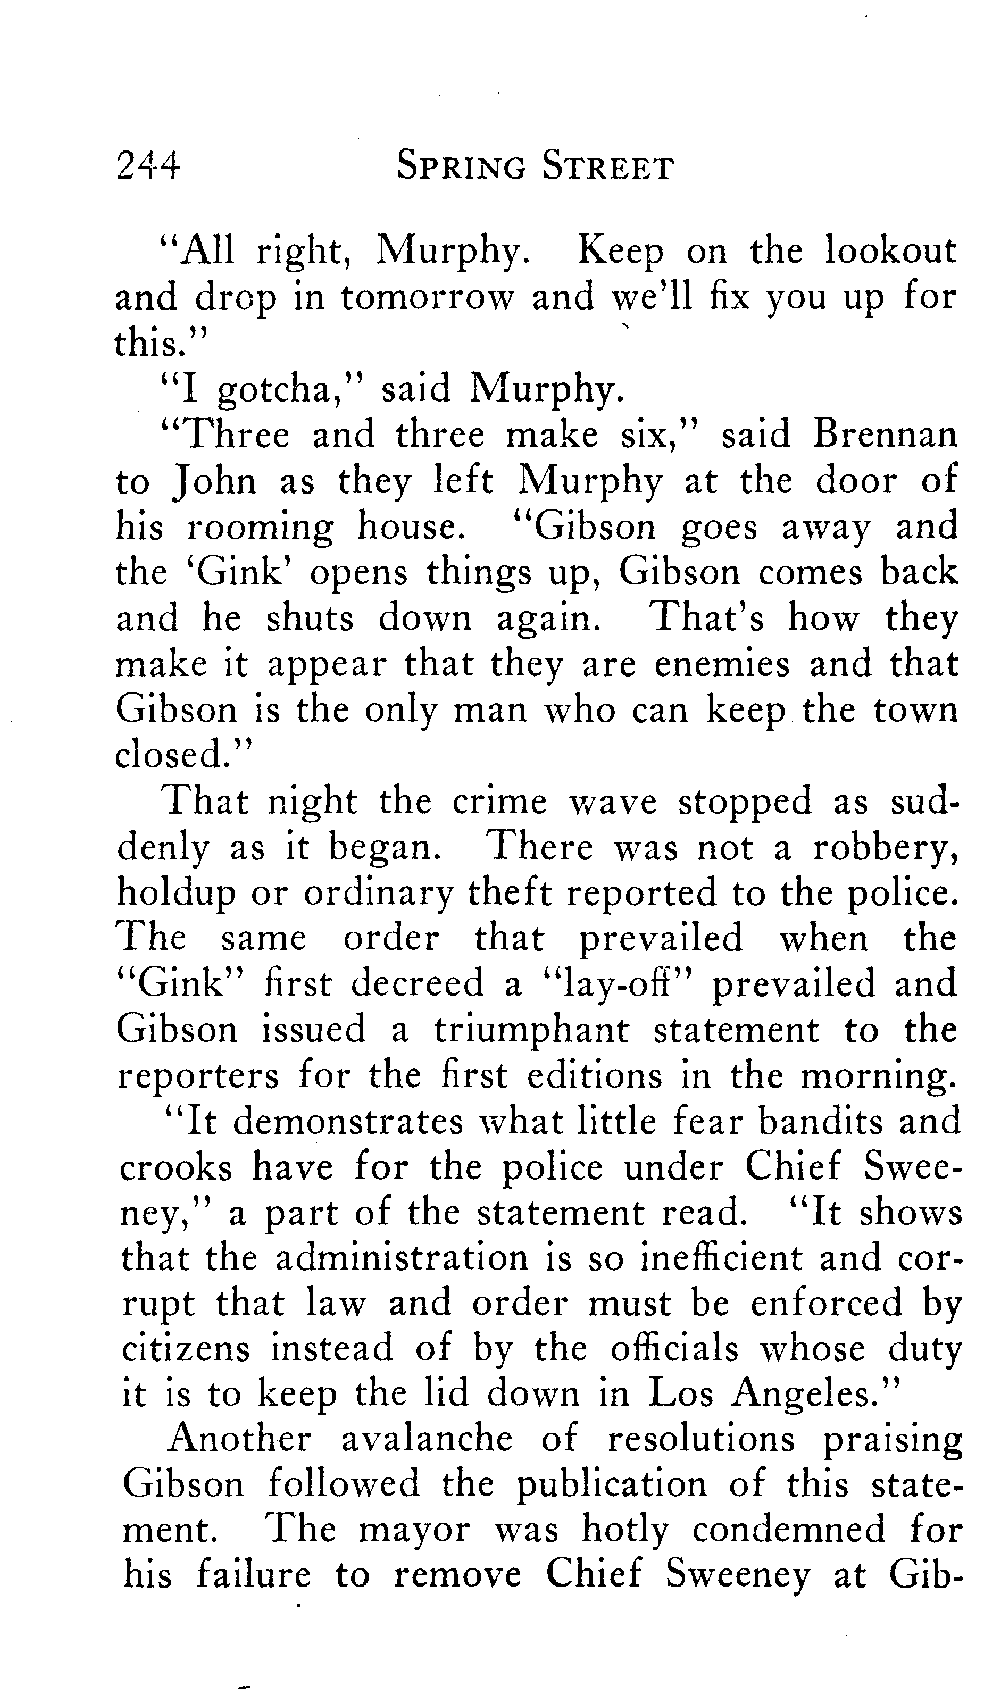 244 SPRING STREET
“All right, Murphy. Keep on the lookout
and drop in tomorrow and we’ll fix you up for
this.”
“I gotcha,” said Murphy.
“Three and three make six,” said Brennan
to John as they left Murphy at the door of
his rooming house. “Gibson goes away and
the ‘Gink’ opens things up, Gibson comes back
and he shuts down again. That’s how they
make it appear that they are enemies and that
Gibson is the only man who can keep the town
closed.”
That night the crime wave stopped as sud-
denly as it began. There was not a robbery,
holdup or ordinary theft reported to the police.
The same order that prevailed when the
“Gink” first decreed a “lay-off” prevailed and
Gibson issued a triumphant statement to the
reporters for the first editions in the morning.
“It demonstrates what little fear bandits and
crooks have for the police under Chief Swee-
ney,” a part of the statement read. “It shows
that the administration is so inefficient and cor-
rupt that law and order must be enforced by
citizens instead of by the officials whose duty
it is to keep the lid down in Los Angeles.”
Another avalanche of resolutions praising
Gibson followed the publication of this state-
ment. The mayor was hotly condemned for
his failure to remove Chief Sweeney at Gib-